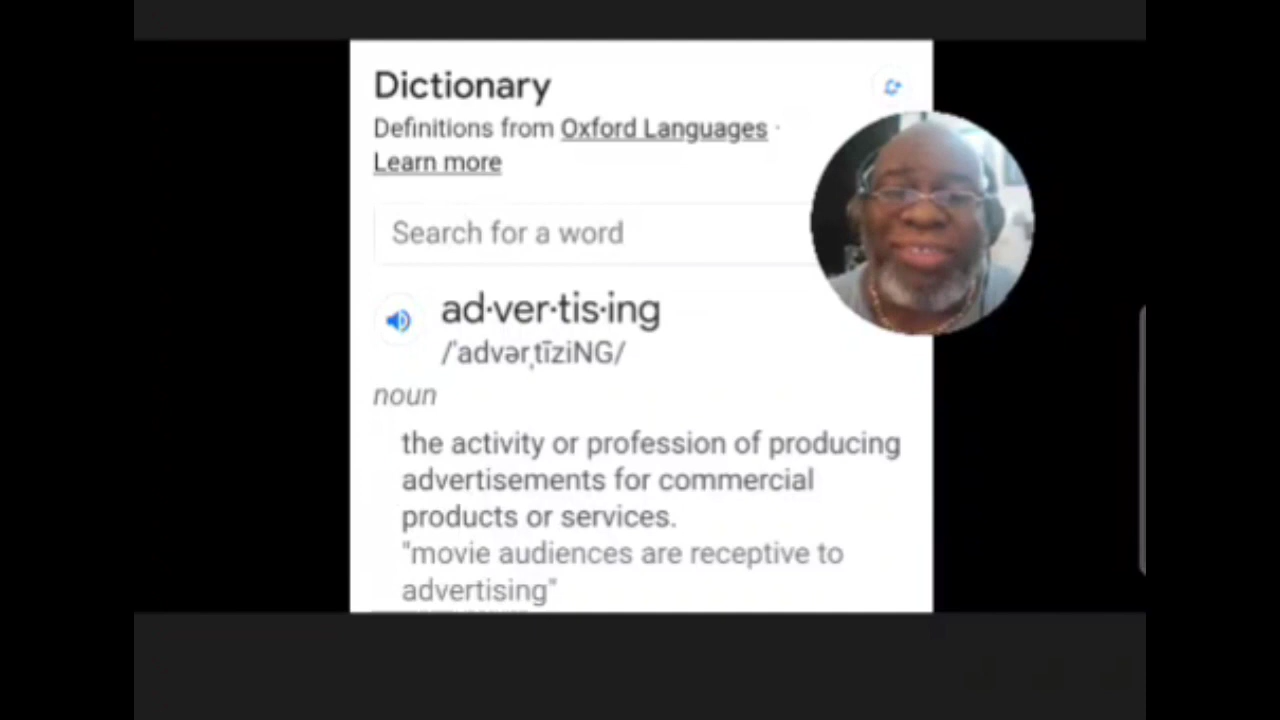 Dictionary
Definitions from Oxford Languages ·
Learn more
Search for a word
ad·ver·tis·ing
/ˈadvərˌtīziNG/
noun
the activity or profession of producing
advertisements for commercial
products or services.
"movie audiences are receptive to
advertising"